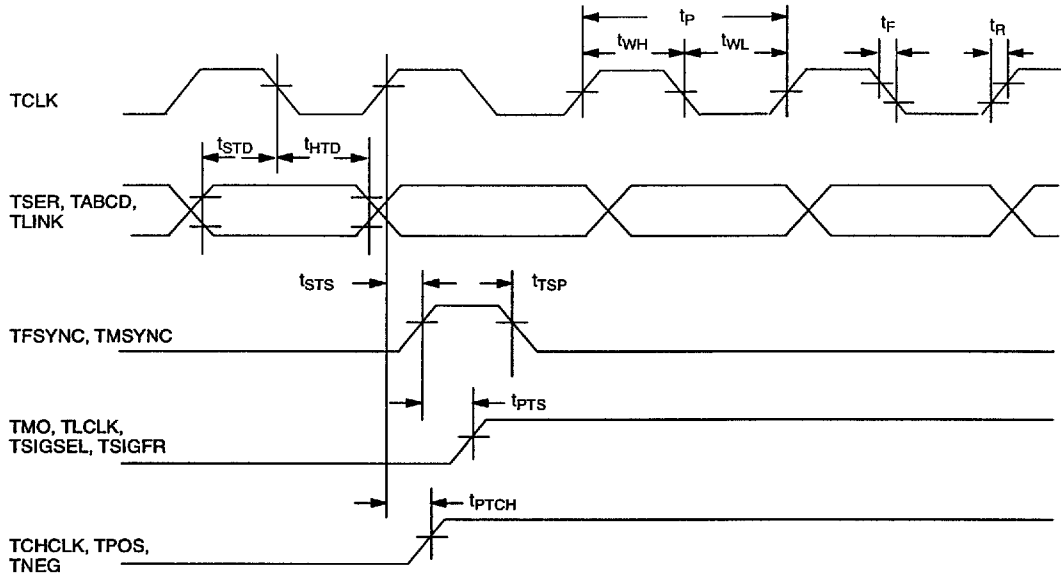 tP
tWH
tWL
tF
tR
TCLK
tSTD
tHTD
TSER, TABCD,
TLINK
tSTS
tTSP
TFSYNC, TMSYNC
tPTS
TMO, TLCLK,
TSIGSEL, TSIGFR
tPTCH
TCHCLK, TPOS,
TNEG